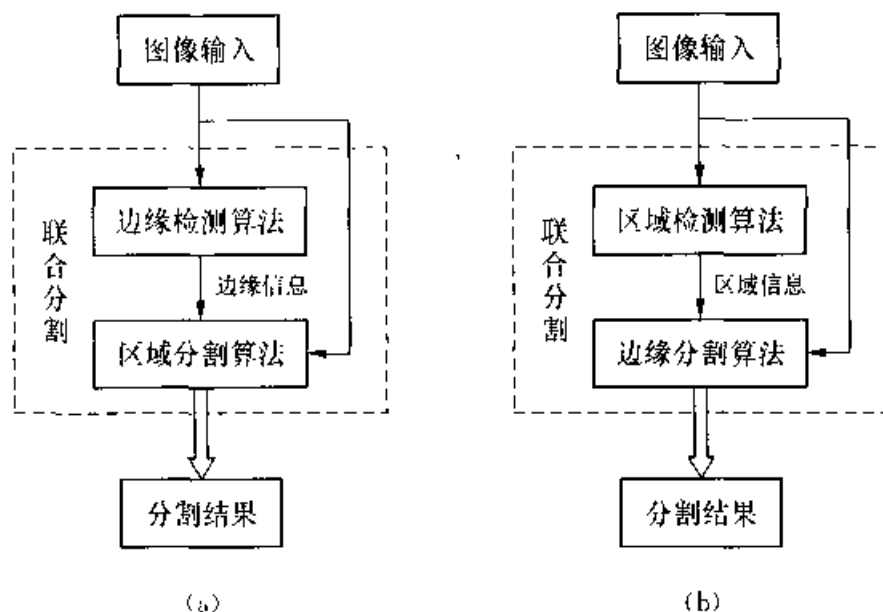 图像输入
边缘检测算法
联合分割
边缘信息
区域分割算法
分割结果
(a)
图像输入
区域检测算法
联合分割
区域信息
边缘分割算法
分割结果
(b)